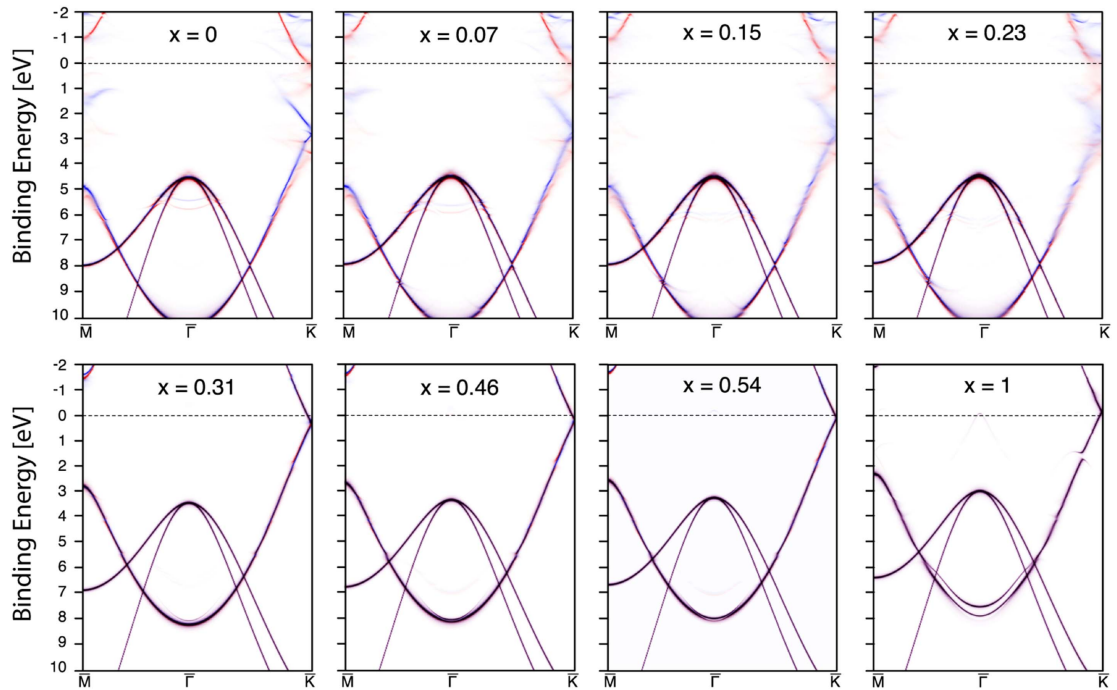 x = 0
x = 0.07
x = 0.15
x = 0.23
Binding Energy [eV]
-2
-1
0
1
2
3
4
5
6
7
8
9
10
M̅ Γ̅ K̅
M̅ Γ̅ K̅
M̅ Γ̅ K̅
M̅ Γ̅ K̅
x = 0.31
x = 0.46
x = 0.54
x = 1
Binding Energy [eV]
-2
-1
0
1
2
3
4
5
6
7
8
9
10
M̅ Γ̅ K̅
M̅ Γ̅ K̅
M̅ Γ̅ K̅
M̅ Γ̅ K̅